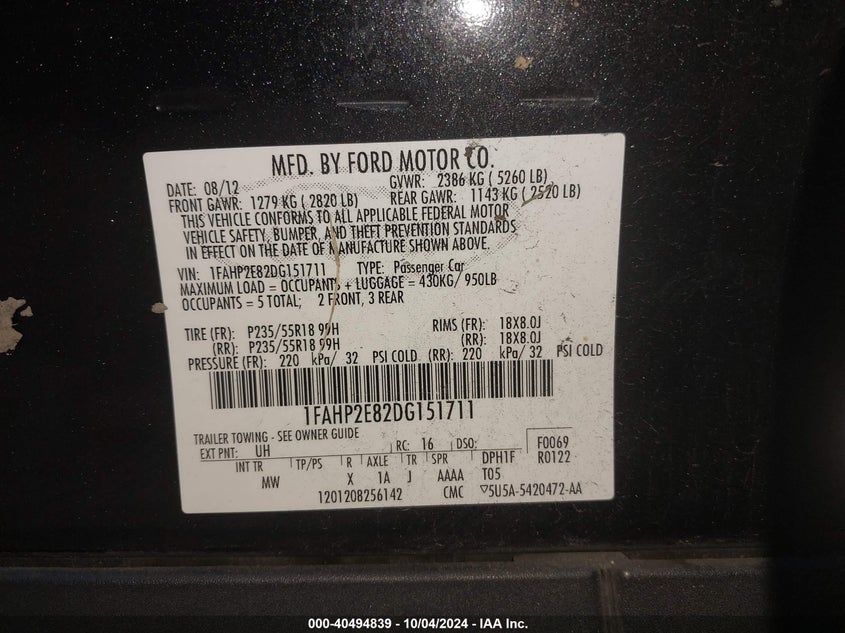 MFD. BY FORD MOTOR CO.
DATE: 08/12 GVWR: 2386 KG ( 5260 LB)
FRONT GAWR: 1279 KG ( 2820 LB) REAR GAWR: 1143 KG ( 2520 LB)
THIS VEHICLE CONFORMS TO ALL APPLICABLE FEDERAL MOTOR
VEHICLE SAFETY, BUMPER, AND THEFT PREVENTION STANDARDS
IN EFFECT ON THE DATE OF MANUFACTURE SHOWN ABOVE.
VIN: 1FAHP2E82DG151711 TYPE: Passenger Car
MAXIMUM LOAD = OCCUPANTS + LUGGAGE = 430KG/ 950LB
OCCUPANTS = 5 TOTAL; 2 FRONT, 3 REAR
TIRE (FR): P235/55R18 99H RIMS (FR): 18X8.0J
(RR): P235/55R18 99H (RR): 18X8.0J
PRESSURE (FR): 220 kPa/ 32 PSI COLD (RR): 220 kPa/ 32 PSI COLD
1FAHP2E82DG151711
TRAILER TOWING - SEE OWNER GUIDE
EXT PNT: UH RC: 16 DSO: F0069
INT TR TP/PS R AXLE TR SPR DPH1F R0122
MW X 1A J AAAA T05
1201208256142 CMC ▽5U5A-5420472-AA
000-40494839 - 10/04/2024 - IAA Inc.